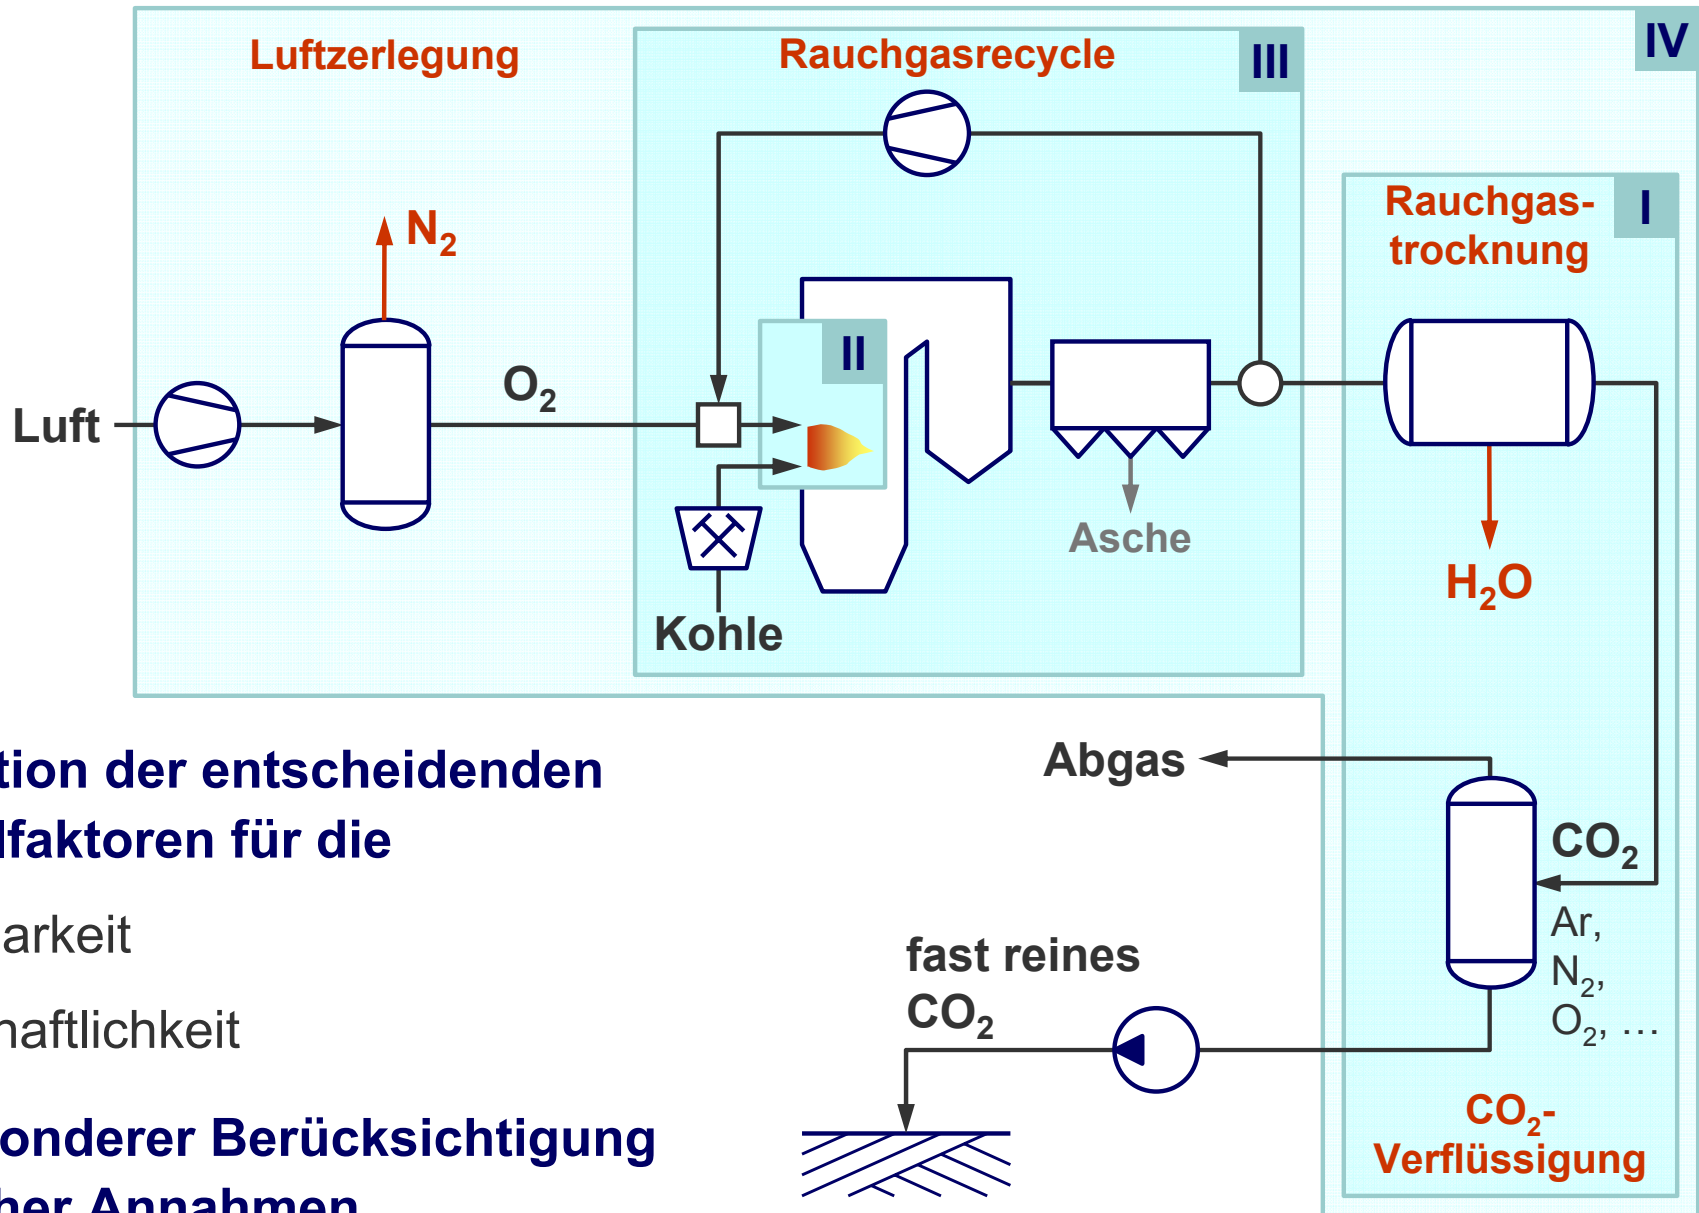 IV
Luftzerlegung
Rauchgasrecycle
III
Rauchgas-
trocknung
I
N2
II
O2
Luft
Asche
H2O
Kohle
tion der entscheidenden
lfaktoren für die
arkeit
haftlichkeit
onderer Berücksichtigung
her Annahmen
Abgas
CO2
Ar,
N2,
O2, …
fast reines
CO2
CO2-
Verflüssigung